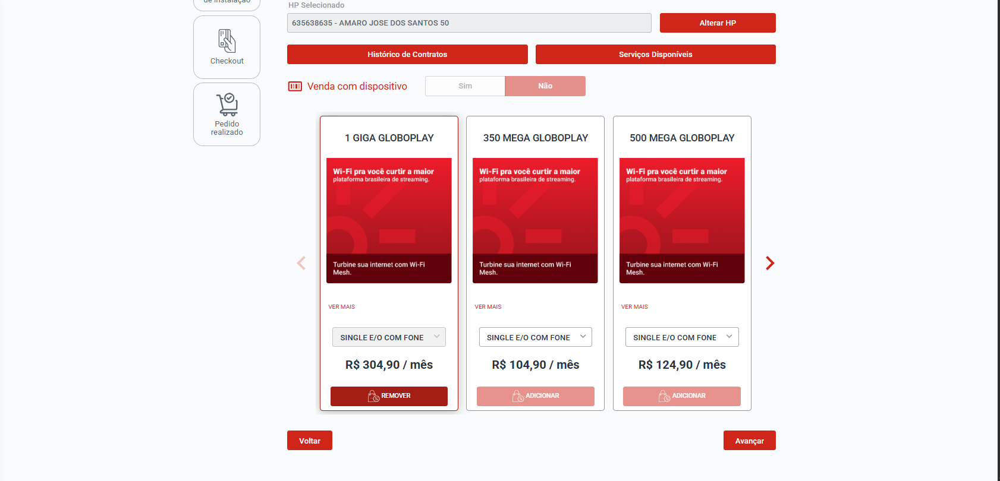 de instalação
HP Selecionado
635638635 - AMARO JOSE DOS SANTOS 50
Alterar HP
Checkout
Histórico de Contratos
Serviços Disponíveis
Venda com dispositivo
Sim
Não
Pedido
realizado
1 GIGA GLOBOPLAY
Wi-Fi pra você curtir a maior
plataforma brasileira de streaming.
Turbine sua internet com Wi-Fi
Mesh.
VER MAIS
SINGLE E/O COM FONE
R$ 304,90 / mês
REMOVER
350 MEGA GLOBOPLAY
Wi-Fi pra você curtir a maior
plataforma brasileira de streaming.
Turbine sua internet com Wi-Fi
Mesh.
VER MAIS
SINGLE E/O COM FONE
R$ 104,90 / mês
ADICIONAR
500 MEGA GLOBOPLAY
Wi-Fi pra você curtir a maior
plataforma brasileira de streaming.
Turbine sua internet com Wi-Fi
Mesh.
VER MAIS
SINGLE E/O COM FONE
R$ 124,90 / mês
ADICIONAR
Voltar
Avançar